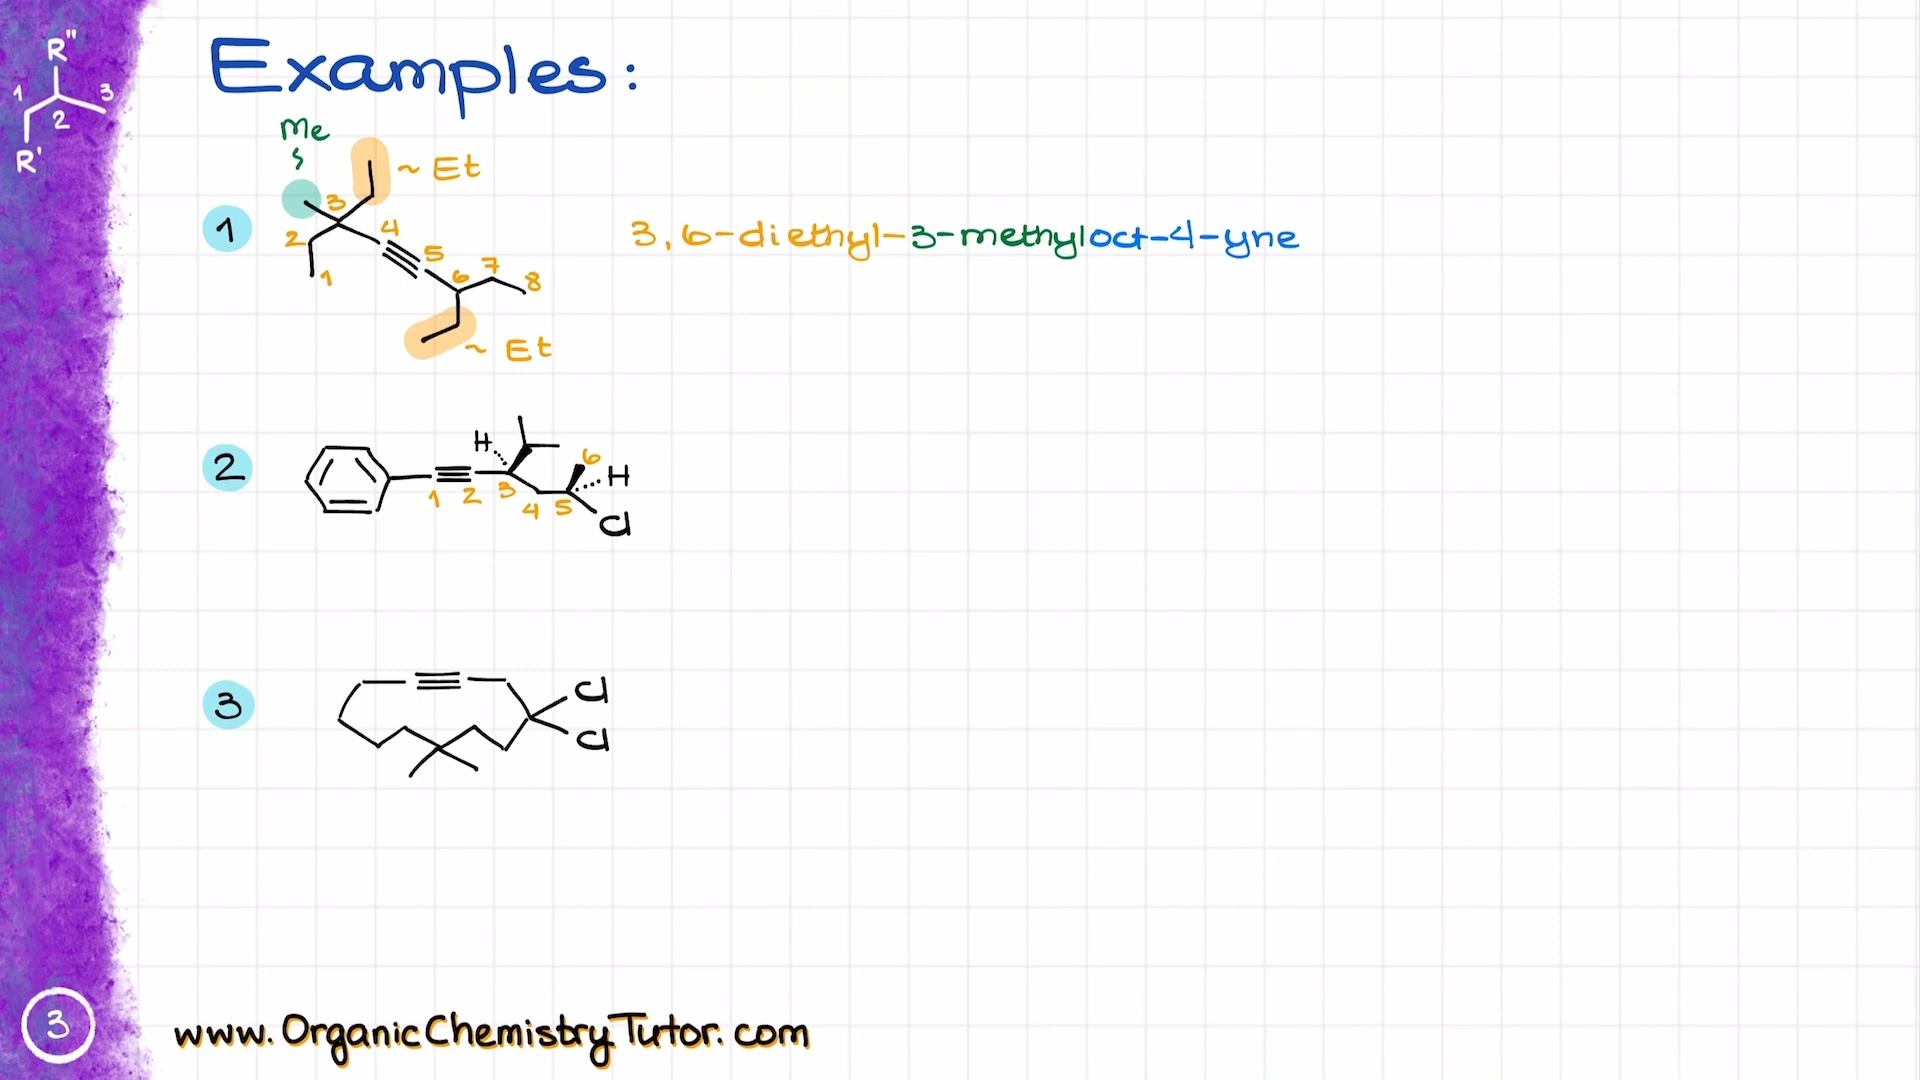 R"
1
3
2
R'
Examples:
Me
~ Et
1
3
4
3,6-diethyl-3-methyloct-4-yne
2
5
1
6
7
8
~ Et
2
H
6
H
1
2
3
4
5
Cl
3
Cl
Cl
3
www.OrganicChemistryTutor.com